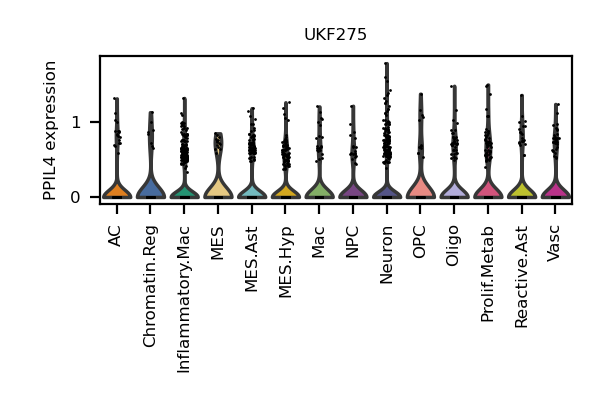 UKF275
PPIL4 expression
1
0
AC
Chromatin.Reg
Inflammatory.Mac
MES
MES.Ast
MES.Hyp
Mac
NPC
Neuron
OPC
Oligo
Prolif.Metab
Reactive.Ast
Vasc